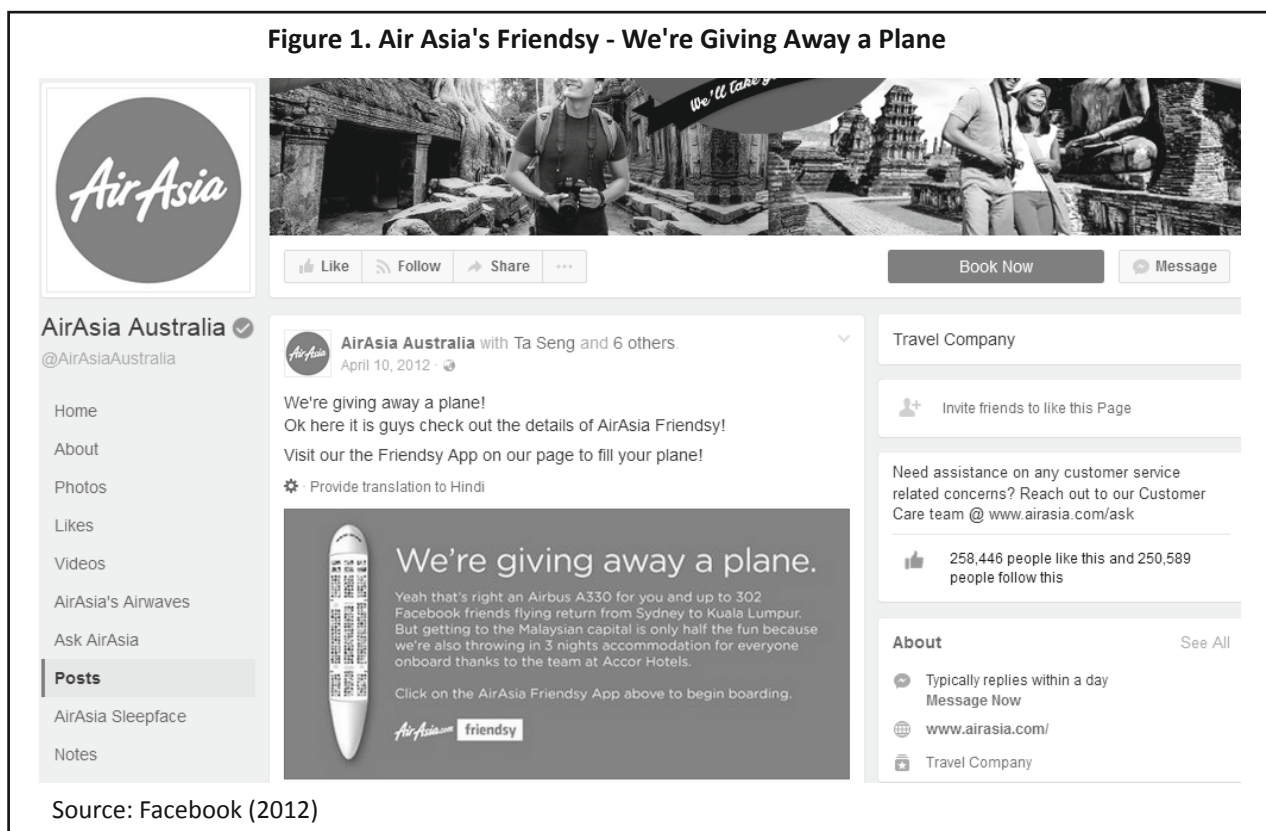 Figure 1. Air Asia's Friendsy - We're Giving Away a Plane
We'll take
AirAsia
Like
Follow
Share
Book Now
Message
AirAsia Australia
@AirAsiaAustralia
Home
About
Photos
Likes
Videos
AirAsia's Airwaves
Ask AirAsia
Posts
AirAsia Sleepface
Notes
AirAsia
AirAsia Australia with Ta Seng and 6 others.
April 10, 2012 ·
We're giving away a plane!
Ok here it is guys check out the details of AirAsia Friendsy!
Visit our the Friendsy App on our page to fill your plane!
· Provide translation to Hindi
We're giving away a plane.
Yeah that's right an Airbus A330 for you and up to 302
Facebook friends flying return from Sydney to Kuala Lumpur.
But getting to the Malaysian capital is only half the fun because
we're also throwing in 3 nights accommodation for everyone
onboard thanks to the team at Accor Hotels.
Click on the AirAsia Friendsy App above to begin boarding.
AirAsia.com friendsy
Travel Company
Invite friends to like this Page
Need assistance on any customer service
related concerns? Reach out to our Customer
Care team @ www.airasia.com/ask
258,446 people like this and 250,589
people follow this
About
See All
Typically replies within a day
Message Now
www.airasia.com/
Travel Company
Source: Facebook (2012)